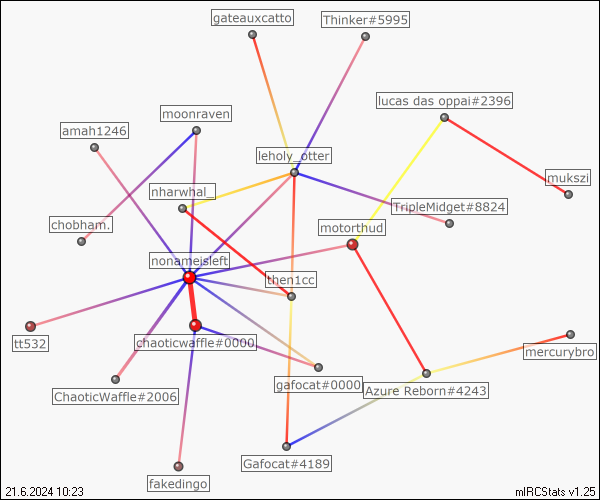 gateauxcatto
Thinker#5995
lucas das oppai#2396
moonraven
amah1246
leholy_otter
mukszi
nharwhal_
TripleMidget#8824
chobham.
motorthud
nonameisleft
then1cc
tt532
chaoticwaffle#0000
mercurybro
gafocat#0000
Azure Reborn#4243
ChaoticWaffle#2006
Gafocat#4189
fakedingo
21.6.2024 10:23
mIRCStats v1.25